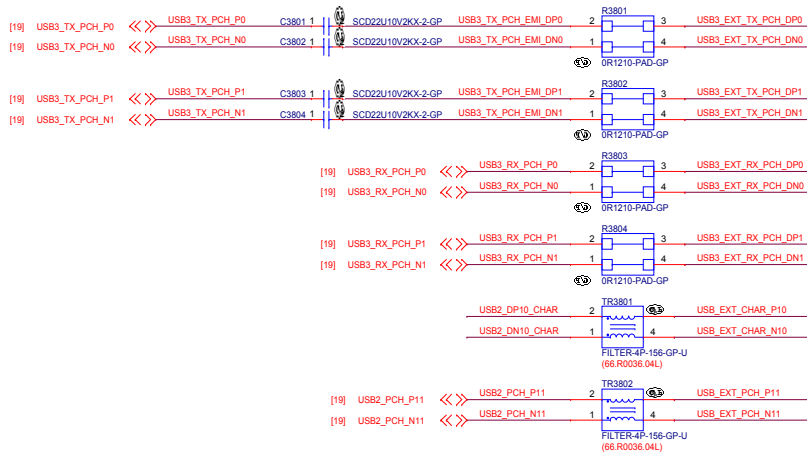 R3801
[19] USB3_TX_PCH_P0 USB3_TX_PCH_P0 C3801 1 SCD22U10V2KX-2-GP USB3_TX_PCH_EMI_DP0 2 3 USB3_EXT_TX_PCH_DP0
[19] USB3_TX_PCH_N0 USB3_TX_PCH_N0 C3802 1 SCD22U10V2KX-2-GP USB3_TX_PCH_EMI_DN0 1 4 USB3_EXT_TX_PCH_DN0
0R1210-PAD-GP
R3802
[19] USB3_TX_PCH_P1 USB3_TX_PCH_P1 C3803 1 SCD22U10V2KX-2-GP USB3_TX_PCH_EMI_DP1 2 3 USB3_EXT_TX_PCH_DP1
[19] USB3_TX_PCH_N1 USB3_TX_PCH_N1 C3804 1 SCD22U10V2KX-2-GP USB3_TX_PCH_EMI_DN1 1 4 USB3_EXT_TX_PCH_DN1
0R1210-PAD-GP
R3803
[19] USB3_RX_PCH_P0 USB3_RX_PCH_P0 2 3 USB3_EXT_RX_PCH_DP0
[19] USB3_RX_PCH_N0 USB3_RX_PCH_N0 1 4 USB3_EXT_RX_PCH_DN0
0R1210-PAD-GP
R3804
[19] USB3_RX_PCH_P1 USB3_RX_PCH_P1 2 3 USB3_EXT_RX_PCH_DP1
[19] USB3_RX_PCH_N1 USB3_RX_PCH_N1 1 4 USB3_EXT_RX_PCH_DN1
0R1210-PAD-GP
TR3801
USB2_DP10_CHAR 2 USB_EXT_CHAR_P10
USB2_DN10_CHAR 1 4 USB_EXT_CHAR_N10
FILTER-4P-156-GP-U
(66.R0036.04L)
TR3802
[19] USB2_PCH_P11 USB2_PCH_P11 2 USB_EXT_PCH_P11
[19] USB2_PCH_N11 USB2_PCH_N11 1 4 USB_EXT_PCH_N11
FILTER-4P-156-GP-U
(66.R0036.04L)